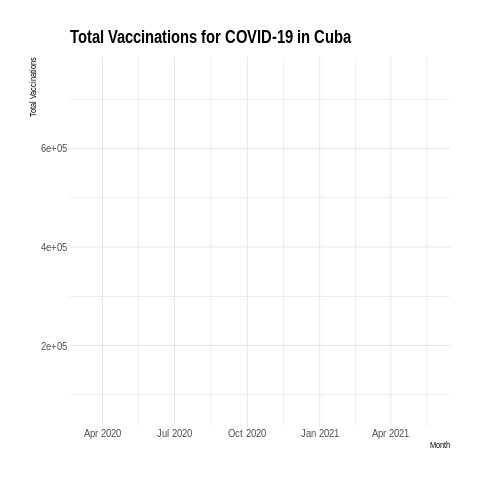 Total Vaccinations for COVID-19 in Cuba
Total Vaccinations
6e+05
4e+05
2e+05
Apr 2020 Jul 2020 Oct 2020 Jan 2021 Apr 2021
Month